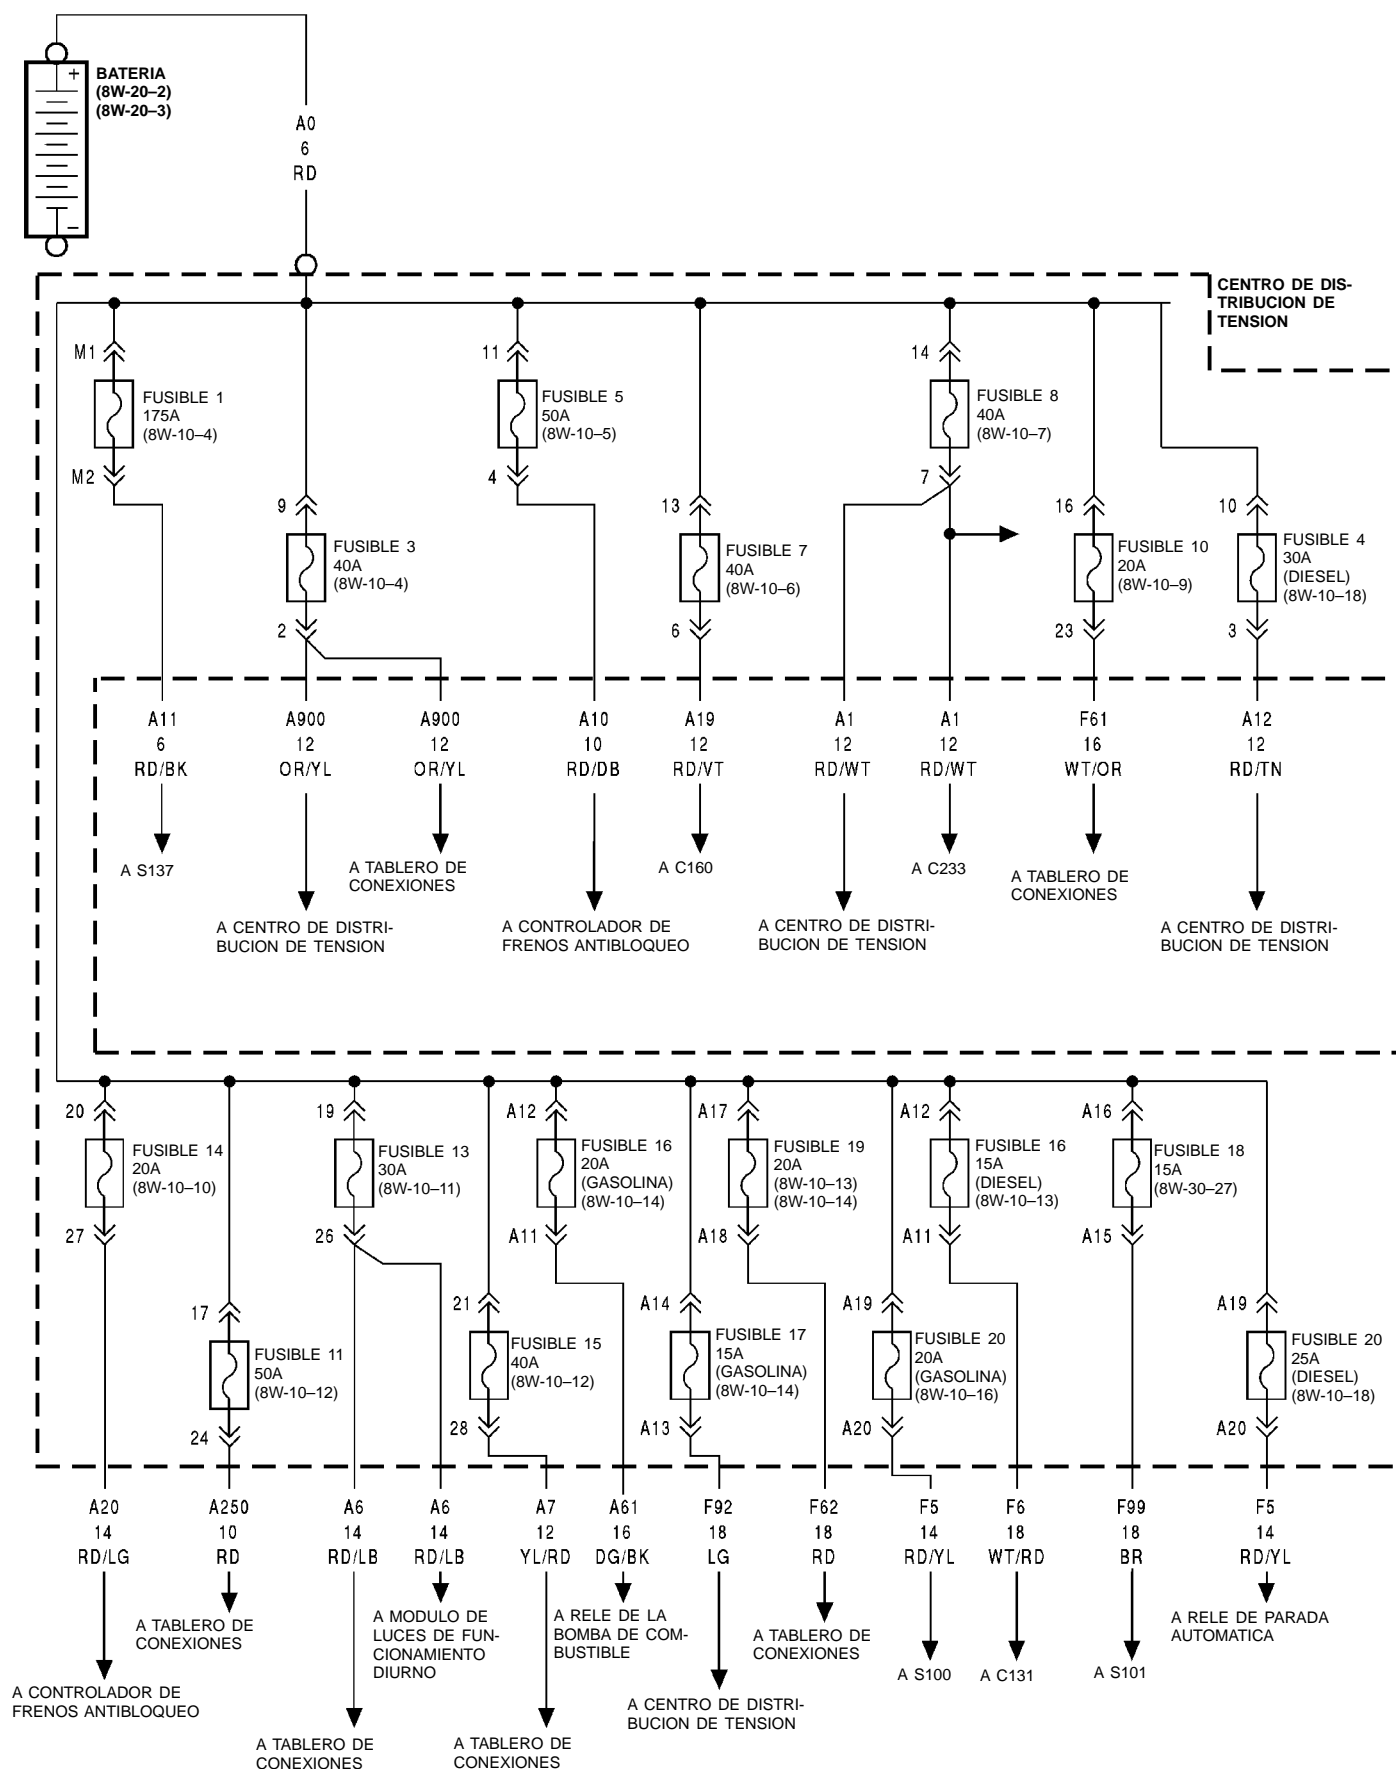 BATERIA
(8W-20–2)
(8W-20–3)
+
–
A0
6
RD
CENTRO DE DIS-
TRIBUCION DE
TENSION
M1
FUSIBLE 1
175A
(8W-10–4)
M2
11
FUSIBLE 5
50A
(8W-10–5)
4
14
FUSIBLE 8
40A
(8W-10–7)
7
9
FUSIBLE 3
40A
(8W-10–4)
2
13
FUSIBLE 7
40A
(8W-10–6)
6
16
FUSIBLE 10
20A
(8W-10–9)
23
10
FUSIBLE 4
30A
(DIESEL)
(8W-10–18)
3
A11
6
RD/BK
A S137
A900
12
OR/YL
A CENTRO DE DISTRI-
BUCION DE TENSION
A900
12
OR/YL
A TABLERO DE
CONEXIONES
A10
10
RD/DB
A CONTROLADOR DE
FRENOS ANTIBLOQUEO
A19
12
RD/VT
A C160
A1
12
RD/WT
A CENTRO DE DISTRI-
BUCION DE TENSION
A1
12
RD/WT
A C233
F61
16
WT/OR
A TABLERO DE
CONEXIONES
A12
12
RD/TN
A CENTRO DE DISTRI-
BUCION DE TENSION
20
FUSIBLE 14
20A
(8W-10–10)
27
19
FUSIBLE 13
30A
(8W-10–11)
26
A12
FUSIBLE 16
20A
(GASOLINA)
(8W-10–14)
A11
A17
FUSIBLE 19
20A
(8W-10–13)
(8W-10–14)
A18
A12
FUSIBLE 16
15A
(DIESEL)
(8W-10–13)
A11
A16
FUSIBLE 18
15A
(8W-30–27)
A15
17
FUSIBLE 11
50A
(8W-10–12)
24
21
FUSIBLE 15
40A
(8W-10–12)
28
A14
FUSIBLE 17
15A
(GASOLINA)
(8W-10–14)
A13
A19
FUSIBLE 20
20A
(GASOLINA)
(8W-10–16)
A20
A19
FUSIBLE 20
25A
(DIESEL)
(8W-10–18)
A20
A20
14
RD/LG
A CONTROLADOR DE
FRENOS ANTIBLOQUEO
A250
10
RD
A TABLERO DE
CONEXIONES
A6
14
RD/LB
A TABLERO DE
CONEXIONES
A6
14
RD/LB
A MODULO DE
LUCES DE FUN-
CIONAMIENTO
DIURNO
A7
12
YL/RD
A TABLERO DE
CONEXIONES
A61
16
DG/BK
A RELE DE LA
BOMBA DE COM-
BUSTIBLE
F92
18
LG
A CENTRO DE DISTRI-
BUCION DE TENSION
F62
18
RD
A TABLERO DE
CONEXIONES
F5
14
RD/YL
A S100
F6
18
WT/RD
A C131
F99
18
BR
A S101
F5
14
RD/YL
A RELE DE PARADA
AUTOMATICA